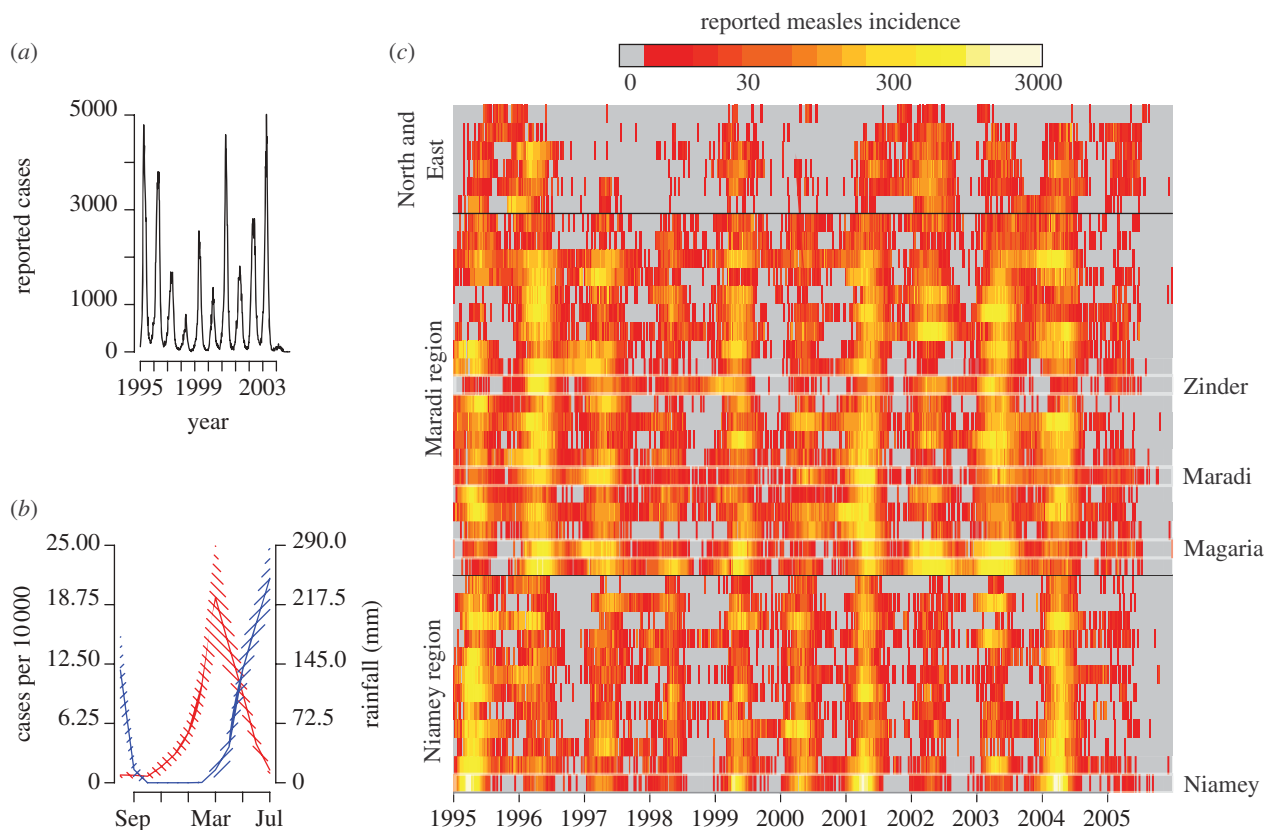 (a)
5000
3000
1000
0
reported cases
1995 1999 2003
year
(b)
25.00
18.75
12.50
6.25
0
cases per 10 000
290.0
217.5
145.0
72.5
0
rainfall (mm)
Sep Mar Jul
(c)
reported measles incidence
0 30 300 3000
North and
East
Maradi region
Niamey region
Zinder
Maradi
Magaria
Niamey
1995 1996 1997 1998 1999 2000 2001 2002 2003 2004 2005